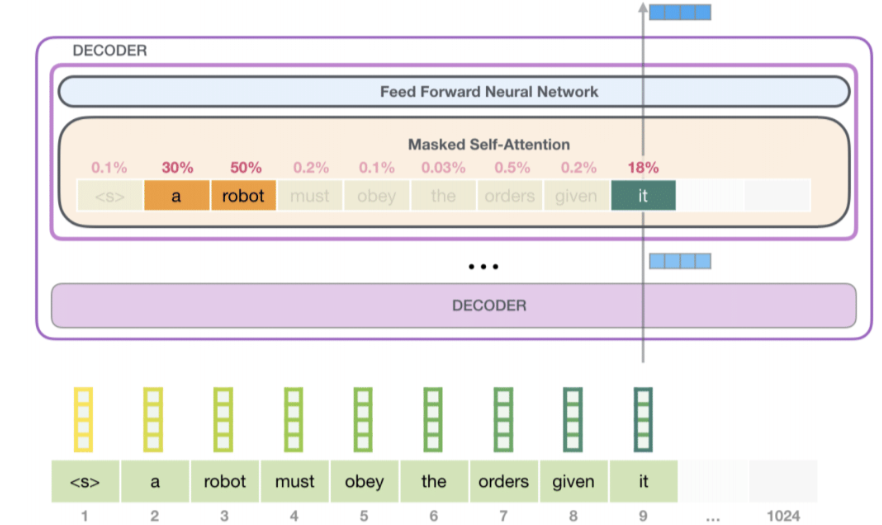 DECODER
Feed Forward Neural Network
Masked Self-Attention
0.1% 30% 50% 0.2% 0.1% 0.03% 0.5% 0.2% 18%
<s> a robot must obey the orders given it
...
DECODER
<s> a robot must obey the orders given it
1 2 3 4 5 6 7 8 9 ... 1024